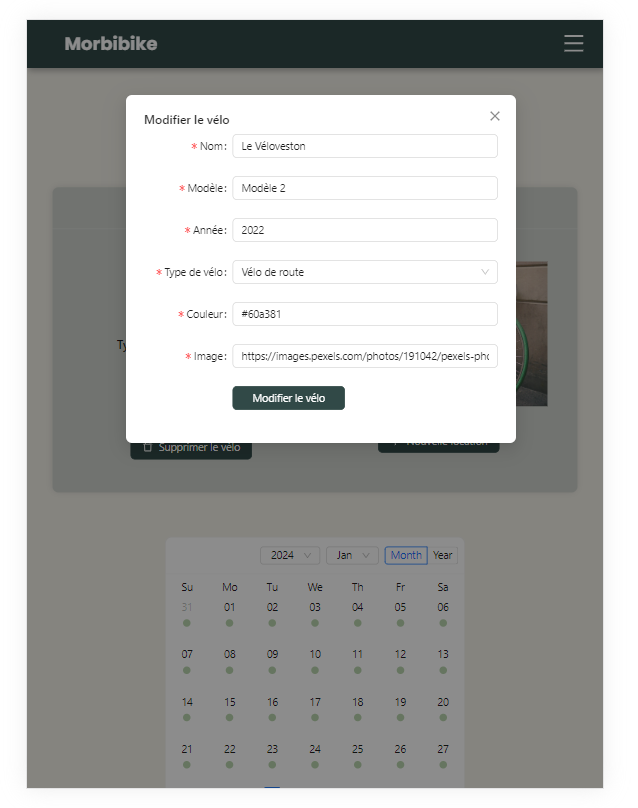 Morbibike
Modifier le vélo
* Nom: Le Véloveston
* Modèle: Modèle 2
* Année: 2022
* Type de vélo: Vélo de route
* Couleur: #60a381
* Image: https://images.pexels.com/photos/191042/pexels-pho
Modifier le vélo
Ty
Supprimer le vélo
Nouvelle location
2024 Jan Month Year
Su Mo Tu We Th Fr Sa
31 01 02 03 04 05 06
07 08 09 10 11 12 13
14 15 16 17 18 19 20
21 22 23 24 25 26 27